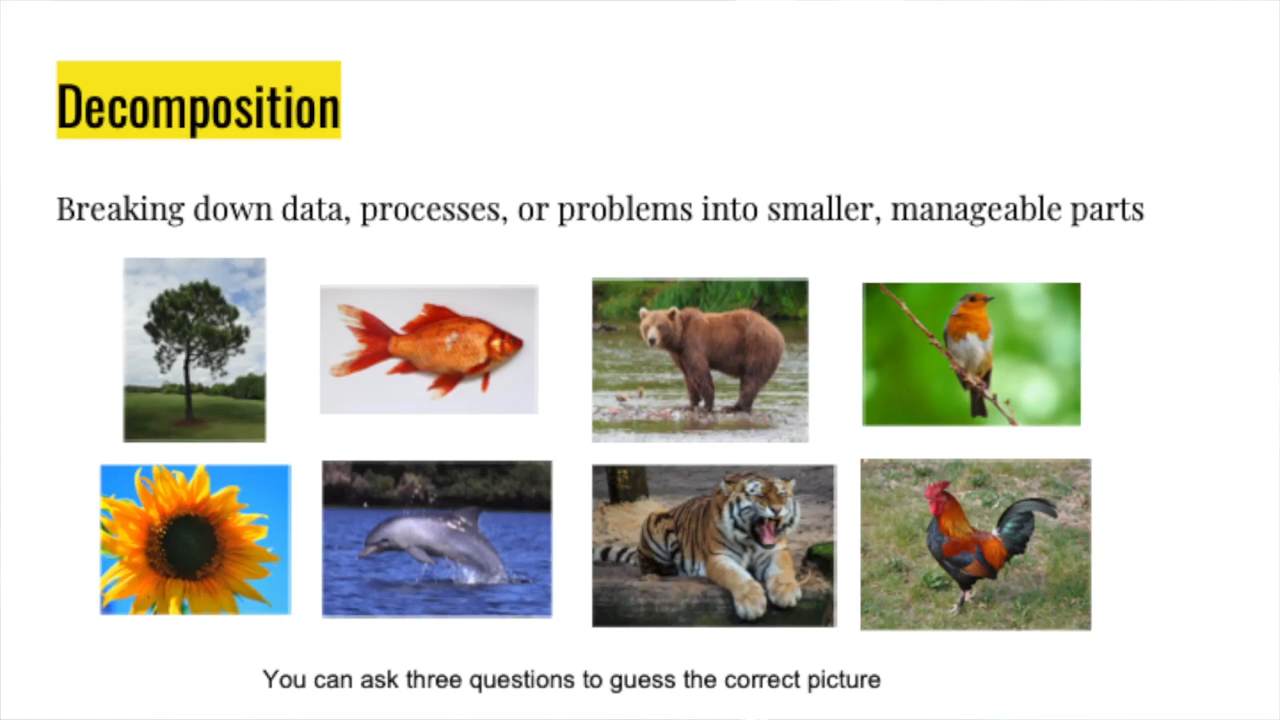 Decomposition
Breaking down data, processes, or problems into smaller, manageable parts
You can ask three questions to guess the correct picture